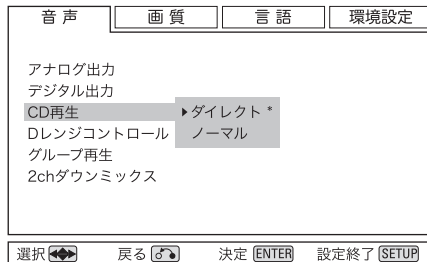 音声 画質 言語 環境設定
アナログ出力
デジタル出力
CD再生 ▶ダイレクト *
Dレンジコントロール ノーマル
グループ再生
2chダウンミックス
選択 戻る 決定 ENTER 設定終了 SETUP